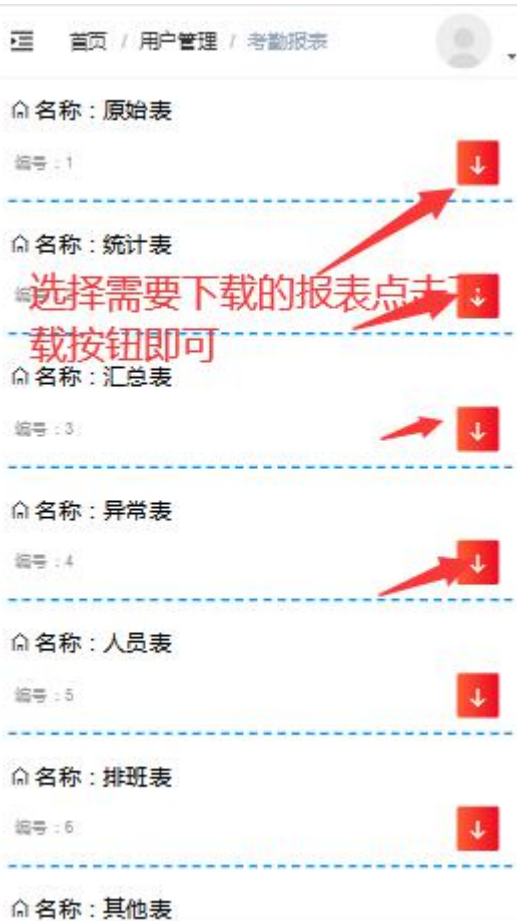 首页 / 用户管理 / 考勤报表
名称：原始表
编号：1
名称：统计表
选择需要下载的报表点击下
载按钮即可
名称：汇总表
编号：3
名称：异常表
编号：4
名称：人员表
编号：5
名称：排班表
编号：6
名称：其他表